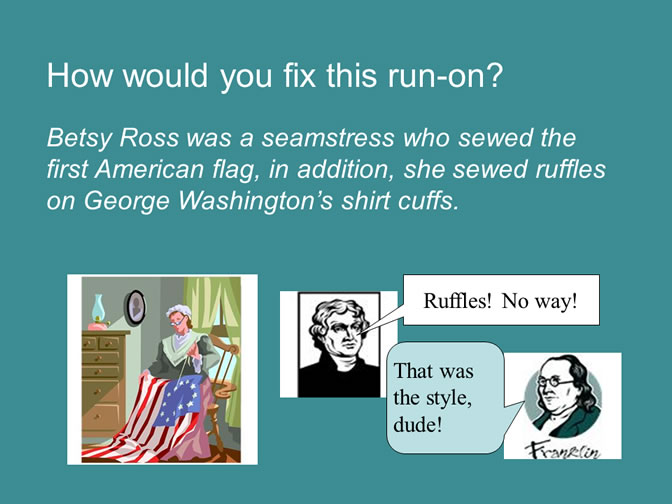 How would you fix this run-on?
Betsy Ross was a seamstress who sewed the
first American flag, in addition, she sewed ruffles
on George Washington’s shirt cuffs.
Ruffles!  No way!
That was
the style,
dude!
Franklin